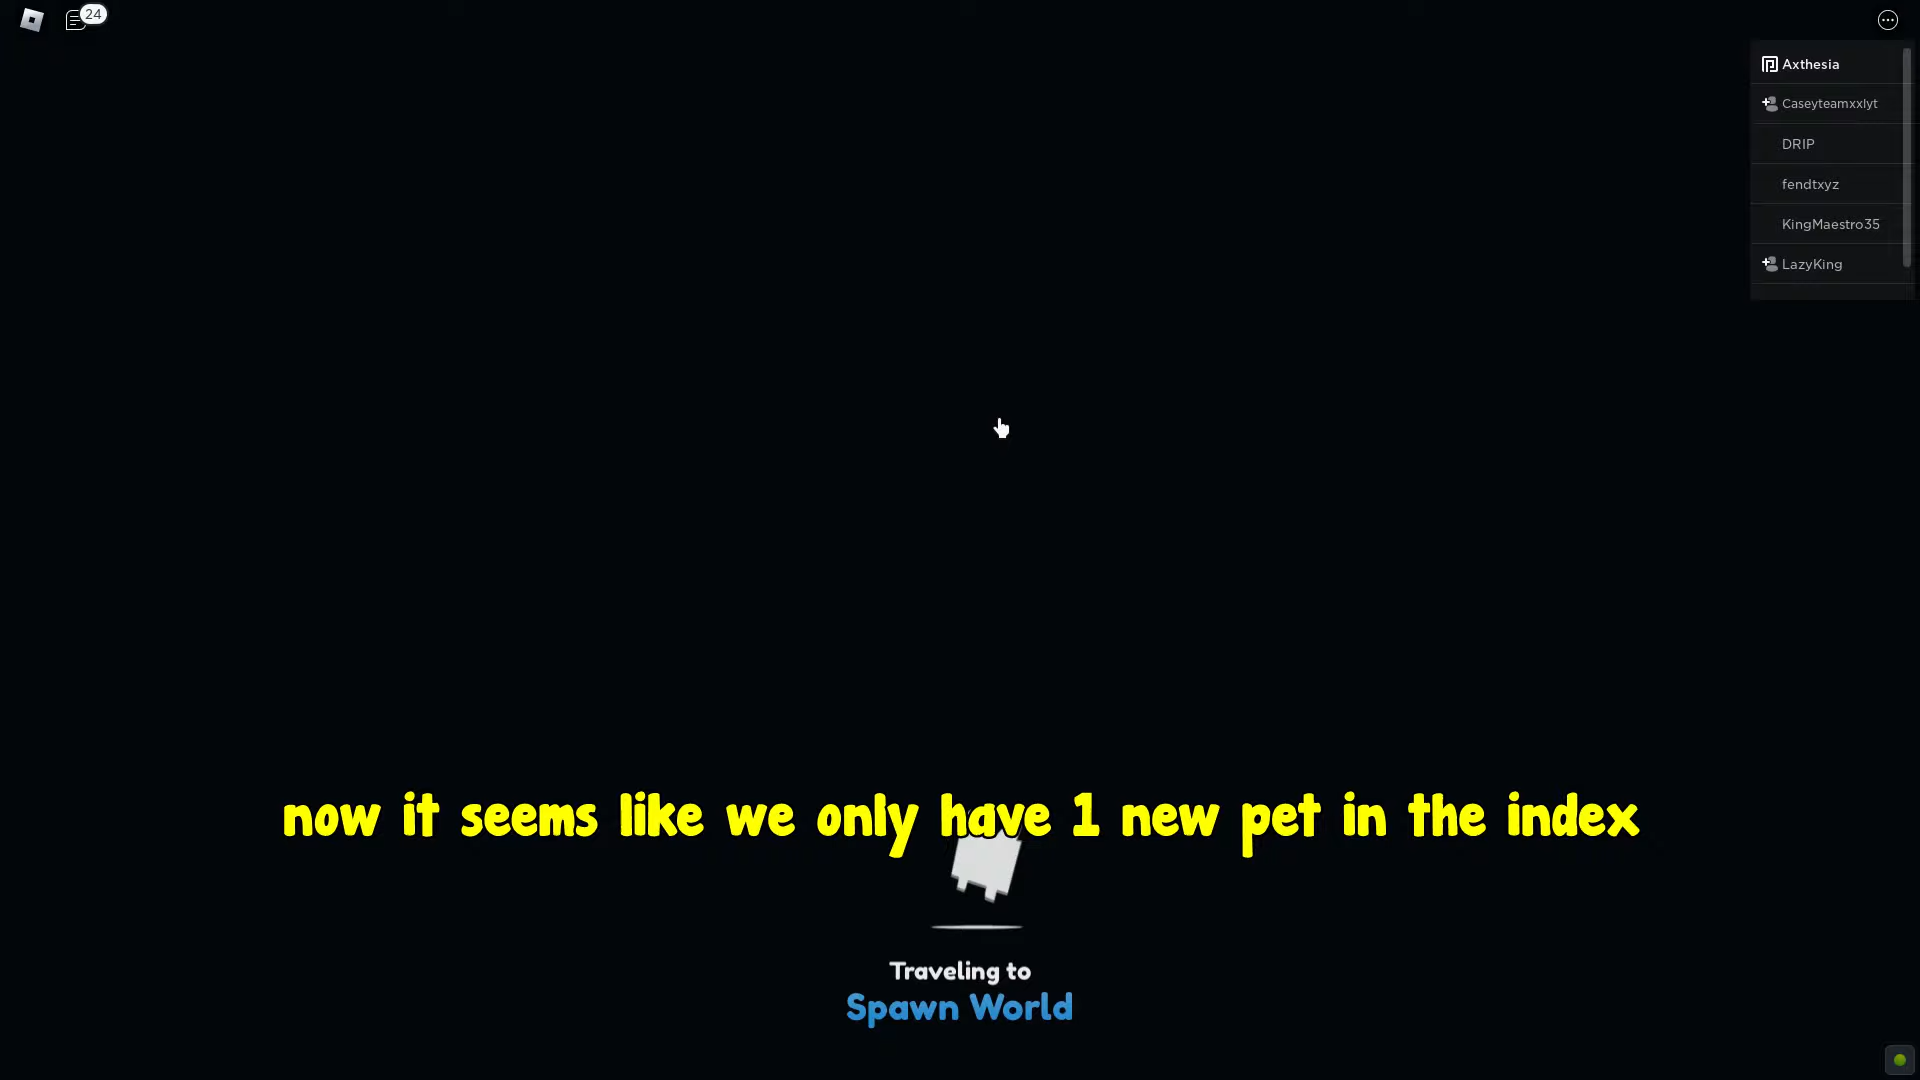 24
Axthesia
Caseyteamxxlyt
DRIP
fendtxyz
KingMaestro35
LazyKing
now it seems like we only have 1 new pet in the index
Traveling to
Spawn World